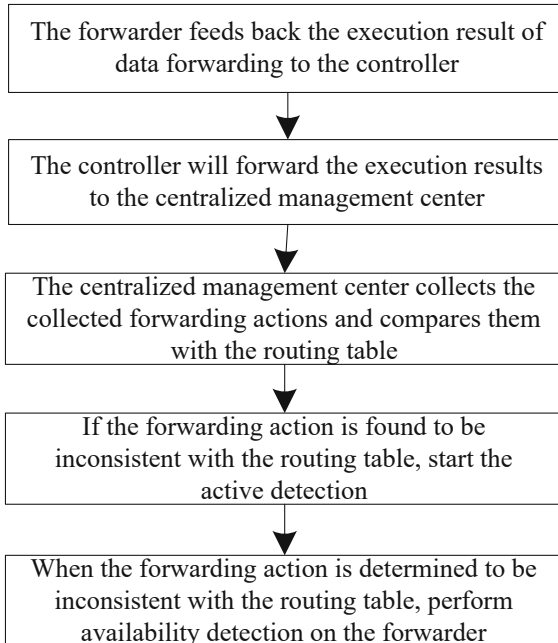 The forwarder feeds back the execution result of
data forwarding to the controller
The controller will forward the execution results
to the centralized management center
The centralized management center collects the
collected forwarding actions and compares them
with the routing table
If the forwarding action is found to be
inconsistent with the routing table, start the
active detection
When the forwarding action is determined to be
inconsistent with the routing table, perform
availability detection on the forwarder